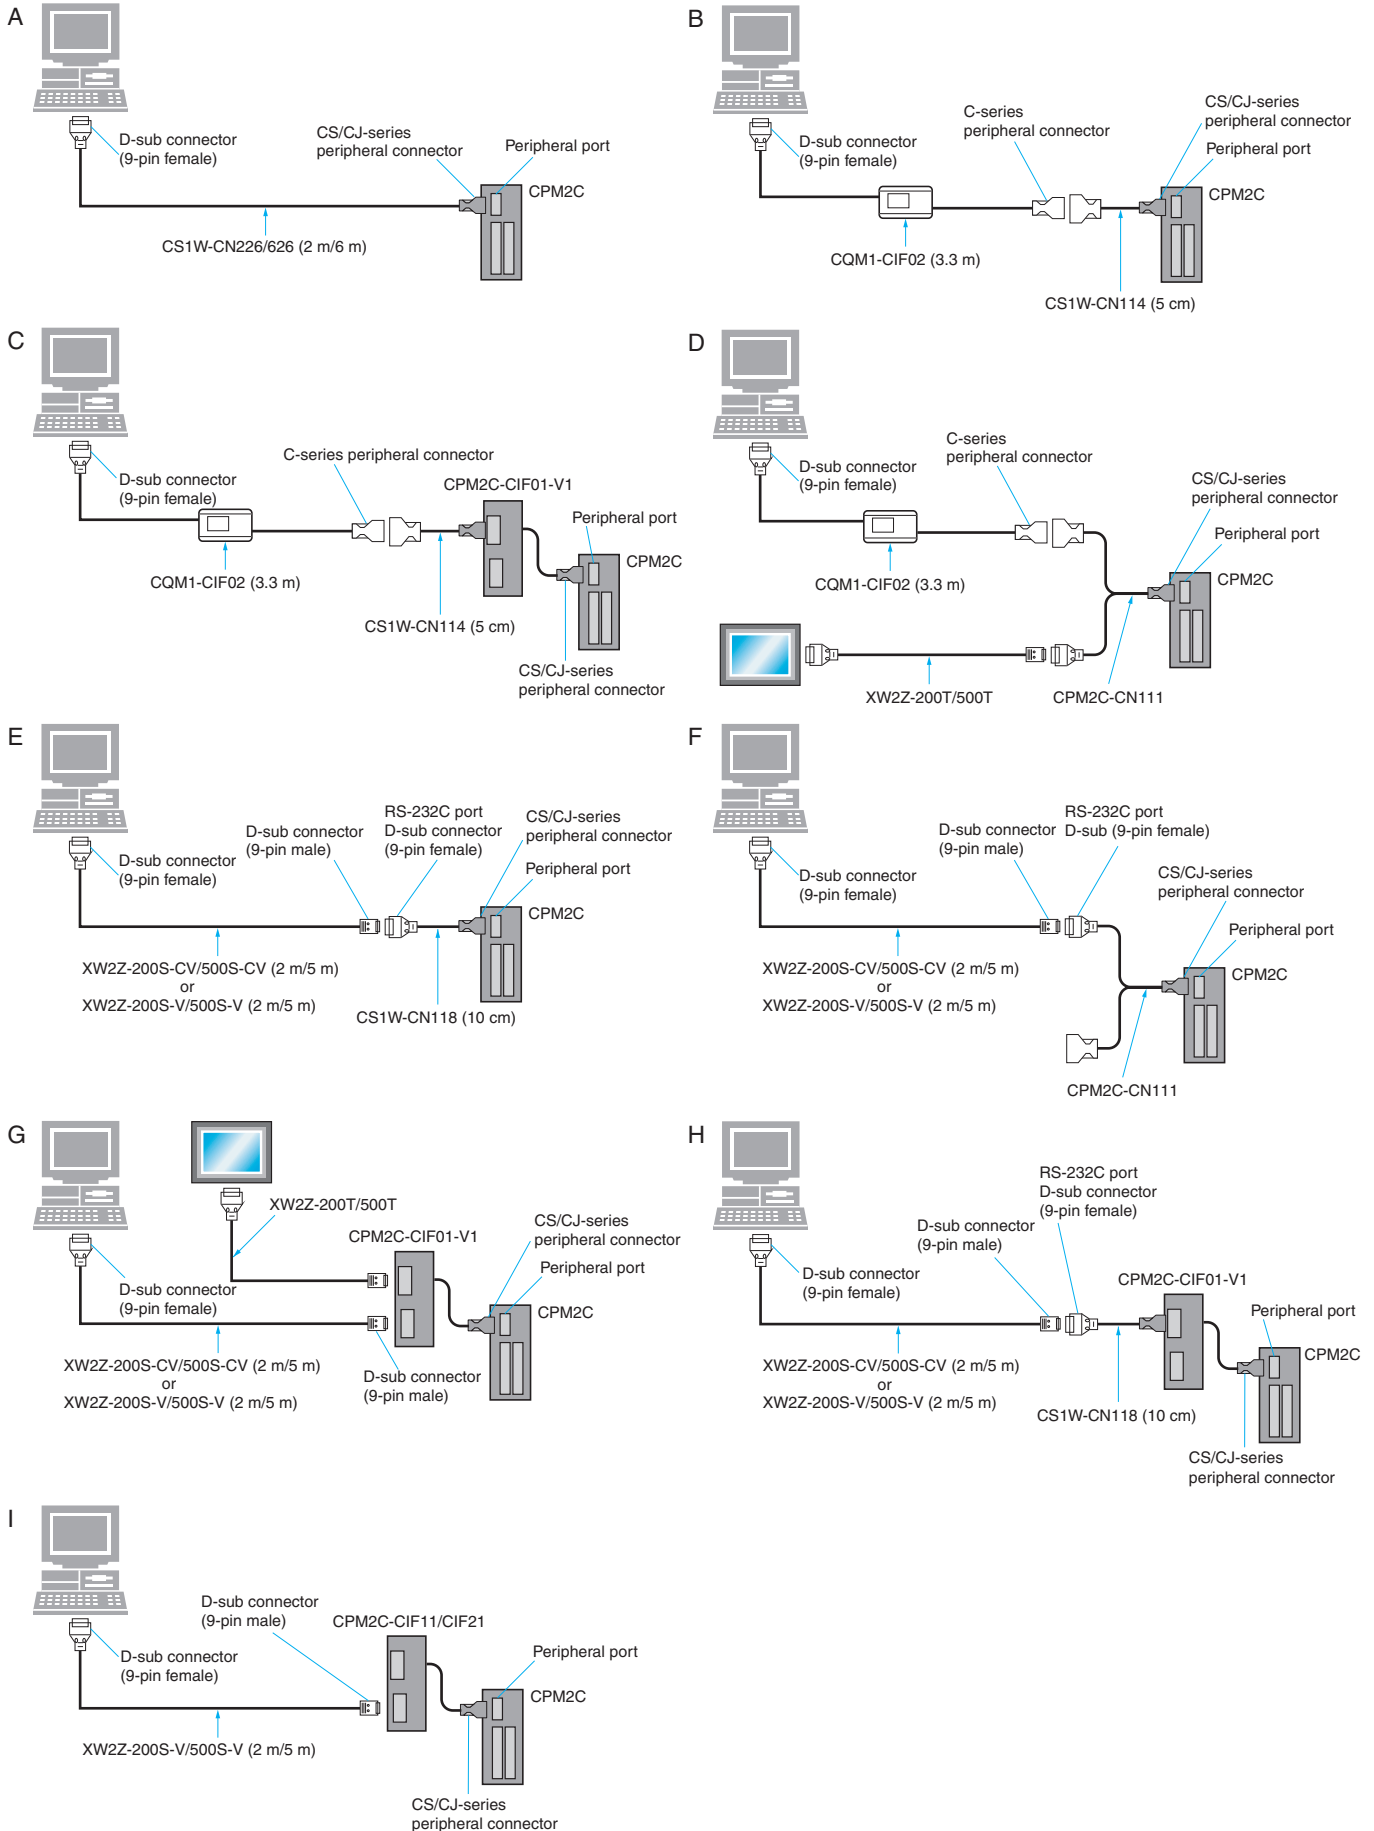 A
D-sub connector
(9-pin female)
CS/CJ-series
peripheral connector
Peripheral port
CPM2C
CS1W-CN226/626 (2 m/6 m)
B
D-sub connector
(9-pin female)
C-series
peripheral connector
CS/CJ-series
peripheral connector
Peripheral port
CPM2C
CQM1-CIF02 (3.3 m)
CS1W-CN114 (5 cm)
C
D-sub connector
(9-pin female)
C-series peripheral connector
CPM2C-CIF01-V1
Peripheral port
CPM2C
CQM1-CIF02 (3.3 m)
CS1W-CN114 (5 cm)
CS/CJ-series
peripheral connector
D
D-sub connector
(9-pin female)
C-series
peripheral connector
CS/CJ-series
peripheral connector
Peripheral port
CPM2C
CQM1-CIF02 (3.3 m)
XW2Z-200T/500T
CPM2C-CN111
E
D-sub connector
(9-pin female)
D-sub connector
(9-pin male)
RS-232C port
D-sub connector
(9-pin female)
CS/CJ-series
peripheral connector
Peripheral port
CPM2C
XW2Z-200S-CV/500S-CV (2 m/5 m)
or
XW2Z-200S-V/500S-V (2 m/5 m)
CS1W-CN118 (10 cm)
F
D-sub connector
(9-pin female)
D-sub connector
(9-pin male)
RS-232C port
D-sub (9-pin female)
CS/CJ-series
peripheral connector
Peripheral port
CPM2C
XW2Z-200S-CV/500S-CV (2 m/5 m)
or
XW2Z-200S-V/500S-V (2 m/5 m)
CPM2C-CN111
G
XW2Z-200T/500T
CPM2C-CIF01-V1
CS/CJ-series
peripheral connector
Peripheral port
CPM2C
D-sub connector
(9-pin female)
XW2Z-200S-CV/500S-CV (2 m/5 m)
or
XW2Z-200S-V/500S-V (2 m/5 m)
D-sub connector
(9-pin male)
H
D-sub connector
(9-pin female)
D-sub connector
(9-pin male)
RS-232C port
D-sub connector
(9-pin female)
CPM2C-CIF01-V1
Peripheral port
CPM2C
XW2Z-200S-CV/500S-CV (2 m/5 m)
or
XW2Z-200S-V/500S-V (2 m/5 m)
CS1W-CN118 (10 cm)
CS/CJ-series
peripheral connector
I
D-sub connector
(9-pin female)
D-sub connector
(9-pin male)
CPM2C-CIF11/CIF21
Peripheral port
CPM2C
XW2Z-200S-V/500S-V (2 m/5 m)
CS/CJ-series
peripheral connector